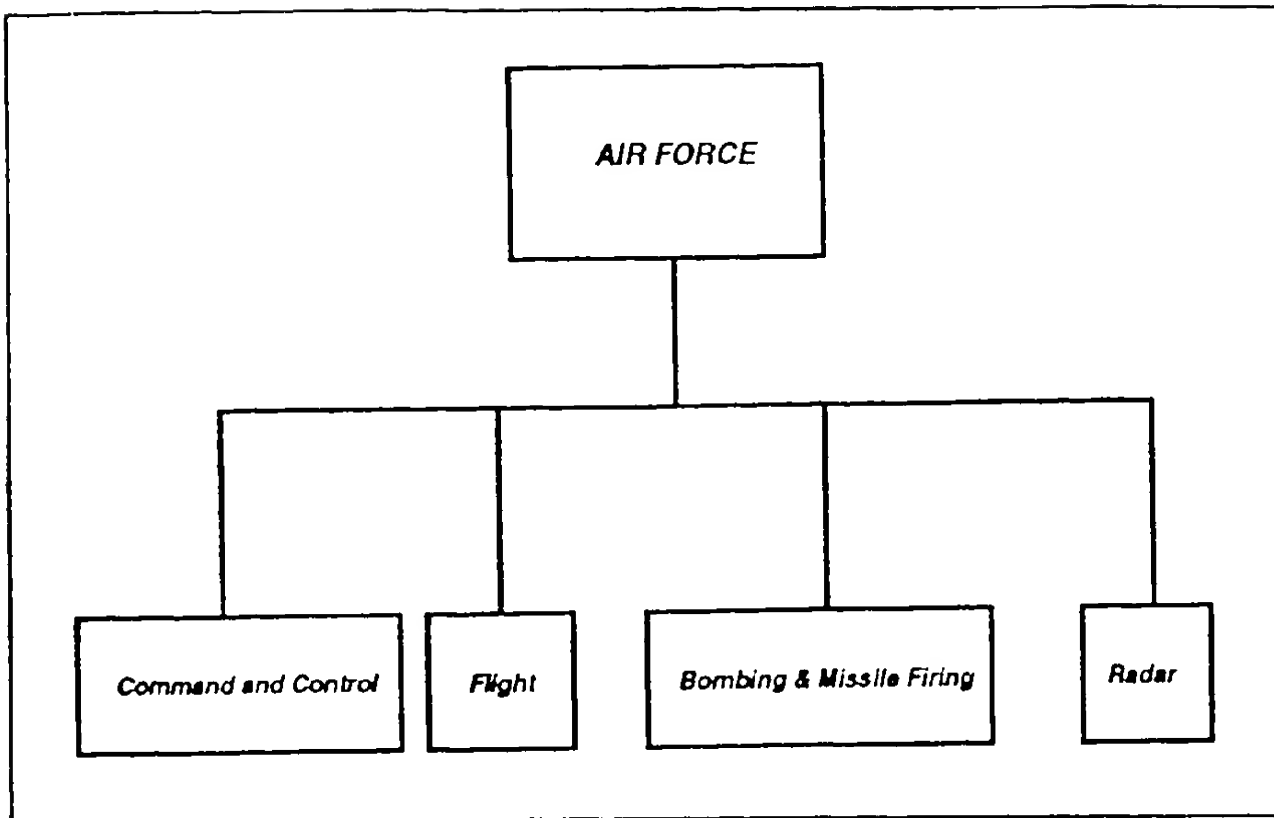 AIR FORCE
Command and Control
Flight
Bombing & Missile Firing
Radar